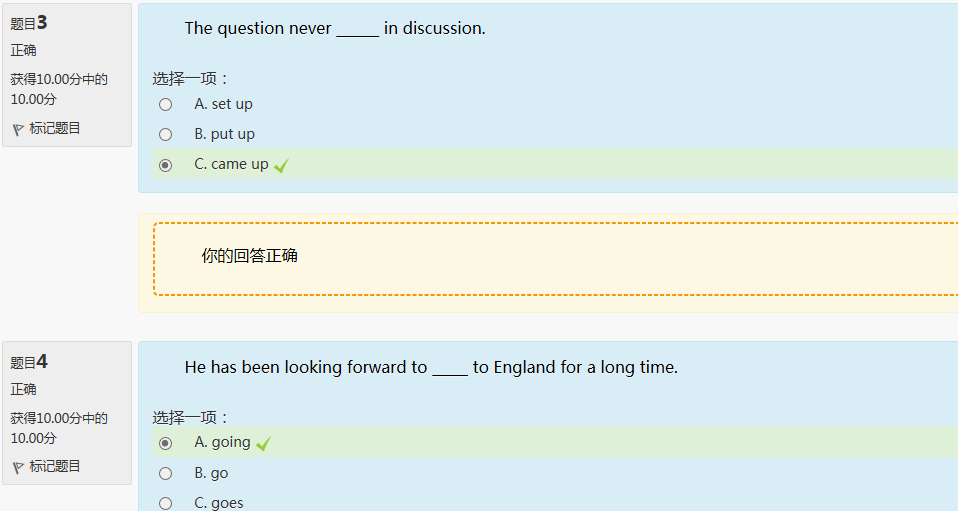 题目3
正确
获得10.00分中的
10.00分
标记题目
The question never _____ in discussion.
选择一项：
A. set up
B. put up
C. came up
你的回答正确
题目4
正确
获得10.00分中的
10.00分
标记题目
He has been looking forward to ____ to England for a long time.
选择一项：
A. going
B. go
C. goes